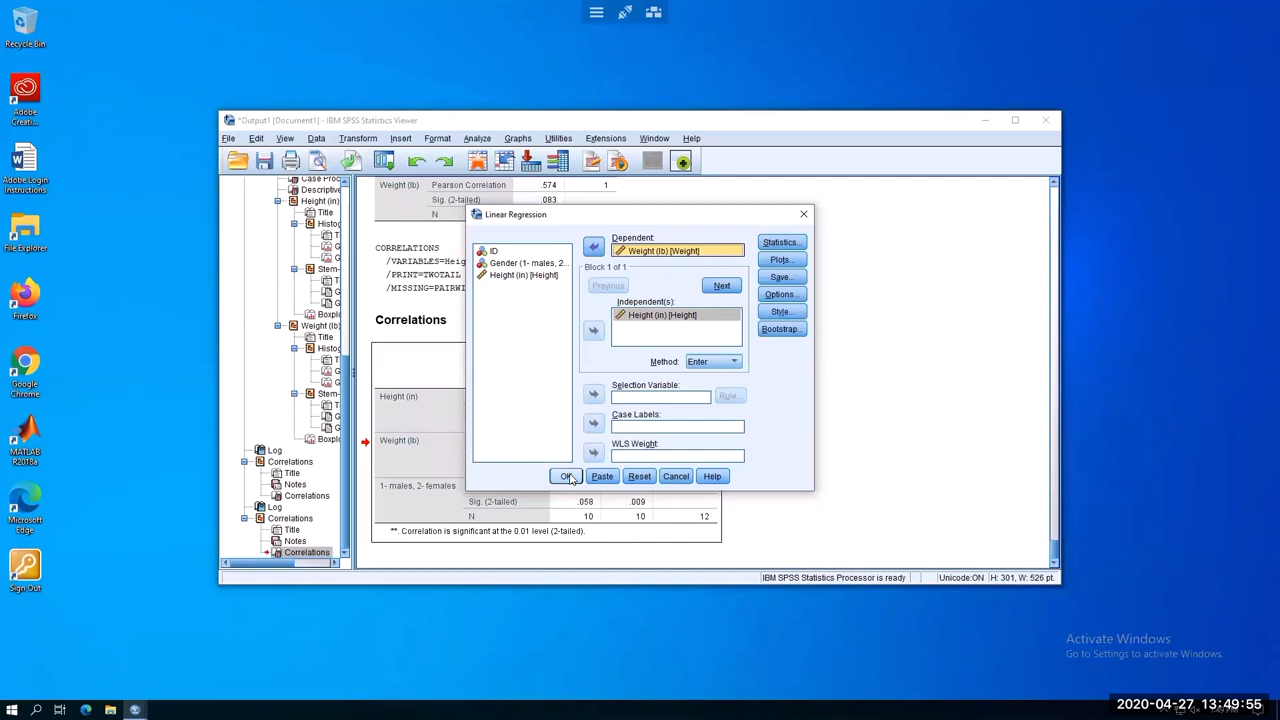 Recycle Bin
Adobe
Creati...
Adobe Login
Instructions
File Explorer
Firefox
Google
Chrome
MATLAB
R2018a
Microsoft
Edge
Sign Out
*Output1 [Document1] - IBM SPSS Statistics Viewer
File Edit View Data Transform Insert Format Analyze Graphs Utilities Extensions Window Help
Case Proc
Descriptive
Height (in)
Title
Histog
Stem-
Boxplo
Weight (lb)
Title
Histog
Stem-
Boxplo
Log
Correlations
Title
Notes
Correlations
Log
Correlations
Title
Notes
Correlations
Weight (lb) Pearson Correlation .574 1
Sig. (2-tailed) .083
N
CORRELATIONS
/VARIABLES=Hei
/PRINT=TWOTAIL
/MISSING=PAIRW
Correlations
Height (in)
Weight (lb)
1- males, 2- females
Sig. (2-tailed) .058 .009
N 10 10 12
**. Correlation is significant at the 0.01 level (2-tailed).
Linear Regression
ID
Gender (1- males, 2...
Height (in) [Height]
Dependent:
Weight (lb) [Weight]
Block 1 of 1
Previous Next
Independent(s):
Height (in) [Height]
Method: Enter
Selection Variable:
Rule...
Case Labels:
WLS Weight:
OK Paste Reset Cancel Help
Statistics...
Plots...
Save...
Options...
Style...
Bootstrap...
IBM SPSS Statistics Processor is ready Unicode:ON H: 301, W: 526 pt.
Activate Windows
Go to Settings to activate Windows.
2020-04-27 13:49:55